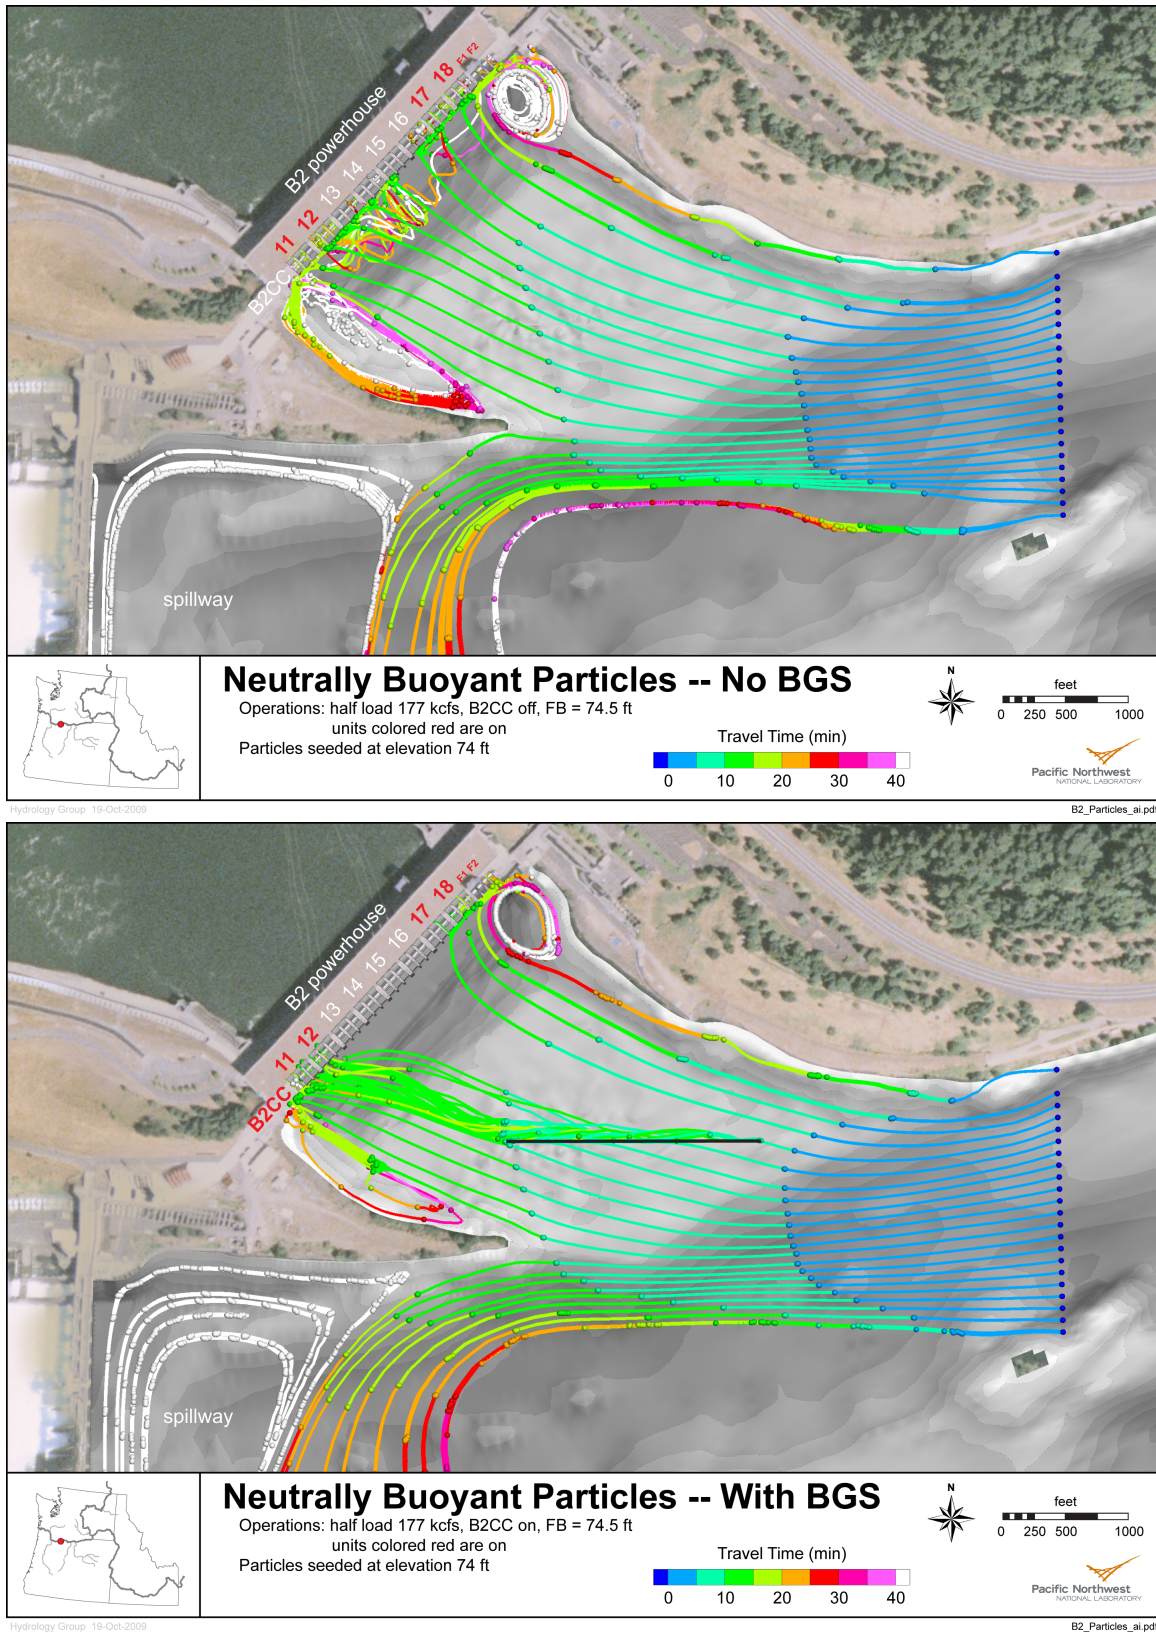 B2 powerhouse
11 12 13 14 15 16 17 18 F1 F2
B2CC
spillway
Neutrally Buoyant Particles -- No BGS
Operations: half load 177 kcfs, B2CC off, FB = 74.5 ft
units colored red are on
Particles seeded at elevation 74 ft
Travel Time (min)
0 10 20 30 40
N
feet
0 250 500 1000
Pacific Northwest
NATIONAL LABORATORY
Hydrology Group 19-Oct-2009
B2_Particles_ai.pdf
B2 powerhouse
11 12 13 14 15 16 17 18 F1 F2
B2CC
spillway
Neutrally Buoyant Particles -- With BGS
Operations: half load 177 kcfs, B2CC on, FB = 74.5 ft
units colored red are on
Particles seeded at elevation 74 ft
Travel Time (min)
0 10 20 30 40
N
feet
0 250 500 1000
Pacific Northwest
NATIONAL LABORATORY
Hydrology Group 19-Oct-2009
B2_Particles_ai.pdf